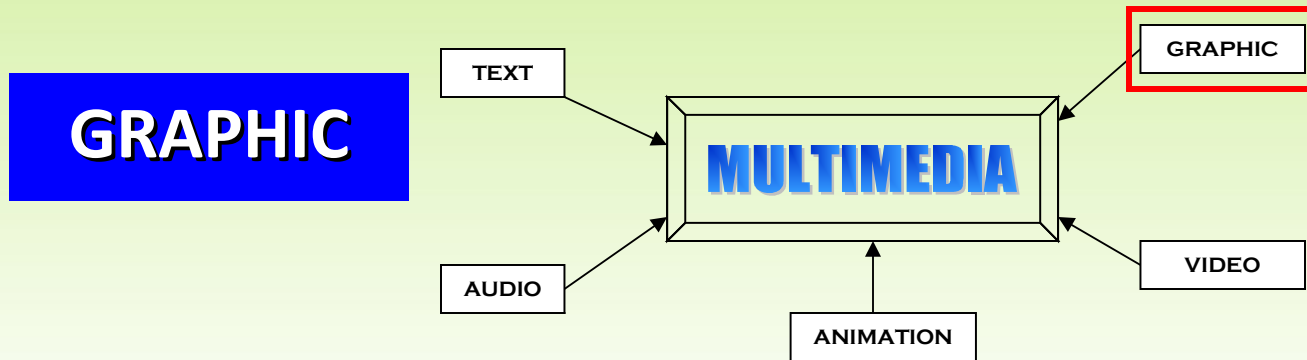 GRAPHIC
TEXT
GRAPHIC
MULTIMEDIA
AUDIO
VIDEO
ANIMATION